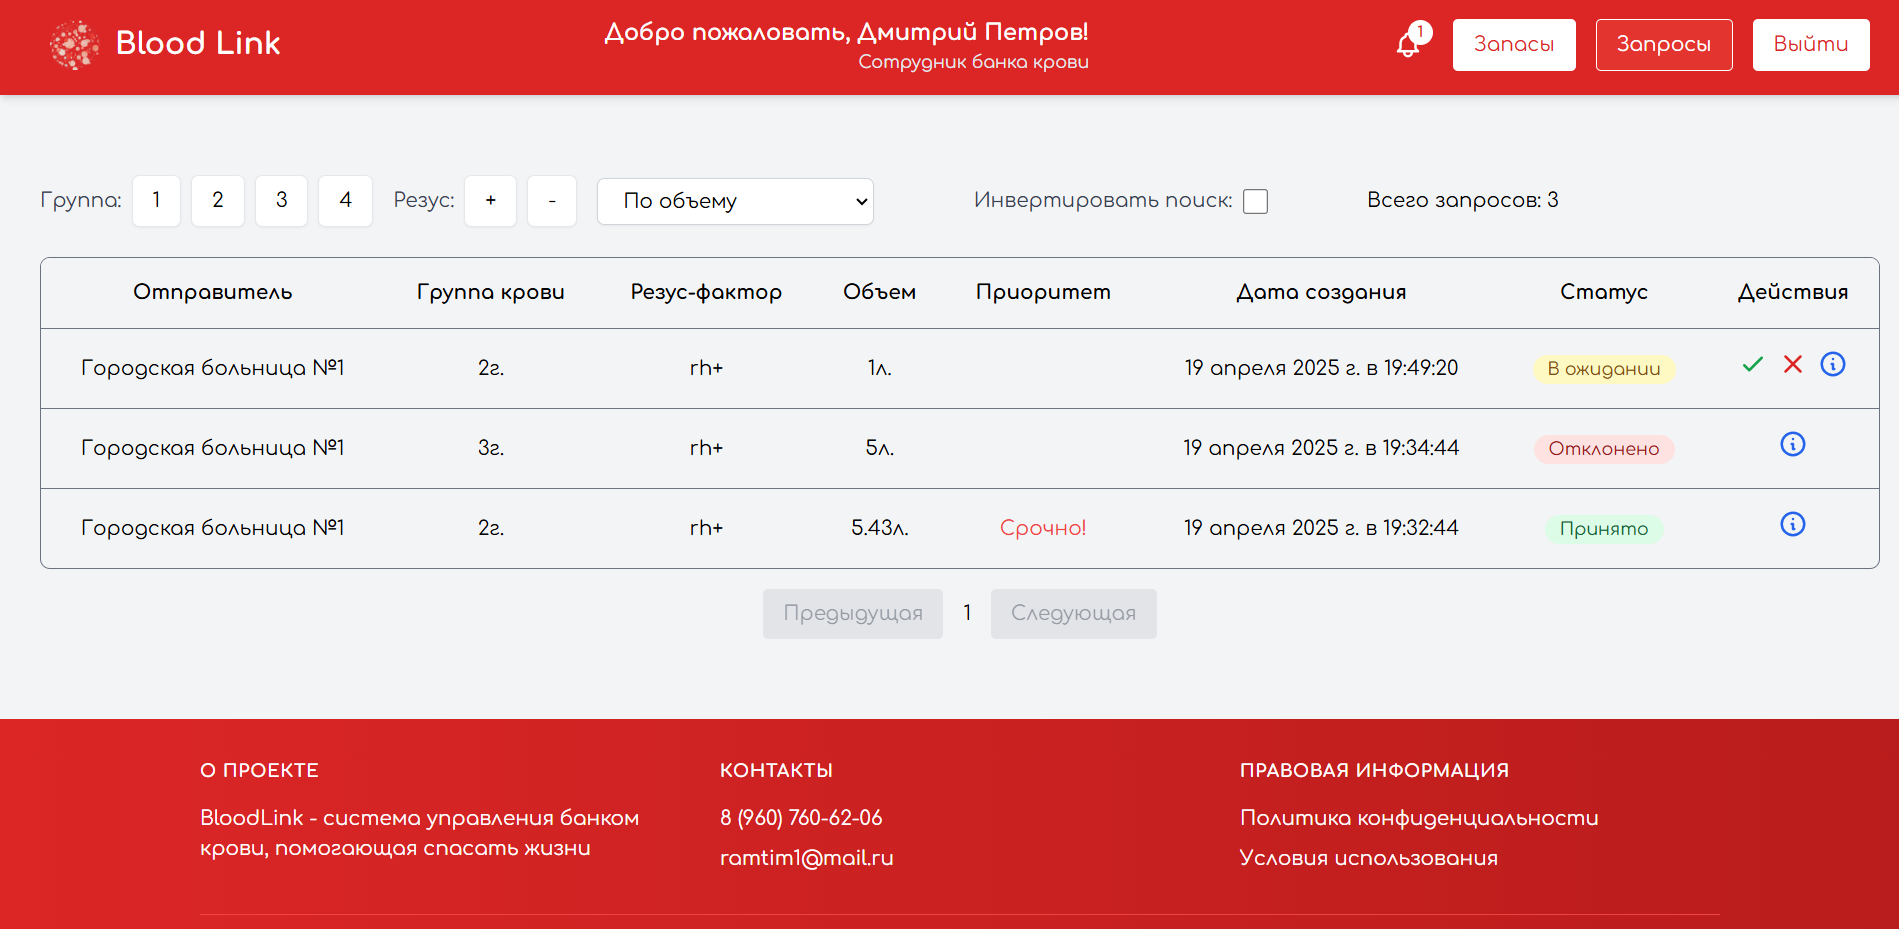 Blood Link
Добро пожаловать, Дмитрий Петров!
Сотрудник банка крови
1
Запасы
Запросы
Выйти
Группа: 1 2 3 4 Резус: + - По объему Инвертировать поиск: Всего запросов: 3
Отправитель Группа крови Резус-фактор Объем Приоритет Дата создания Статус Действия
Городская больница №1 2г. rh+ 1л. 19 апреля 2025 г. в 19:49:20 В ожидании
Городская больница №1 3г. rh+ 5л. 19 апреля 2025 г. в 19:34:44 Отклонено
Городская больница №1 2г. rh+ 5.43л. Срочно! 19 апреля 2025 г. в 19:32:44 Принято
Предыдущая 1 Следующая
О ПРОЕКТЕ
BloodLink - система управления банком
крови, помогающая спасать жизни
КОНТАКТЫ
8 (960) 760-62-06
ramtim1@mail.ru
ПРАВОВАЯ ИНФОРМАЦИЯ
Политика конфиденциальности
Условия использования